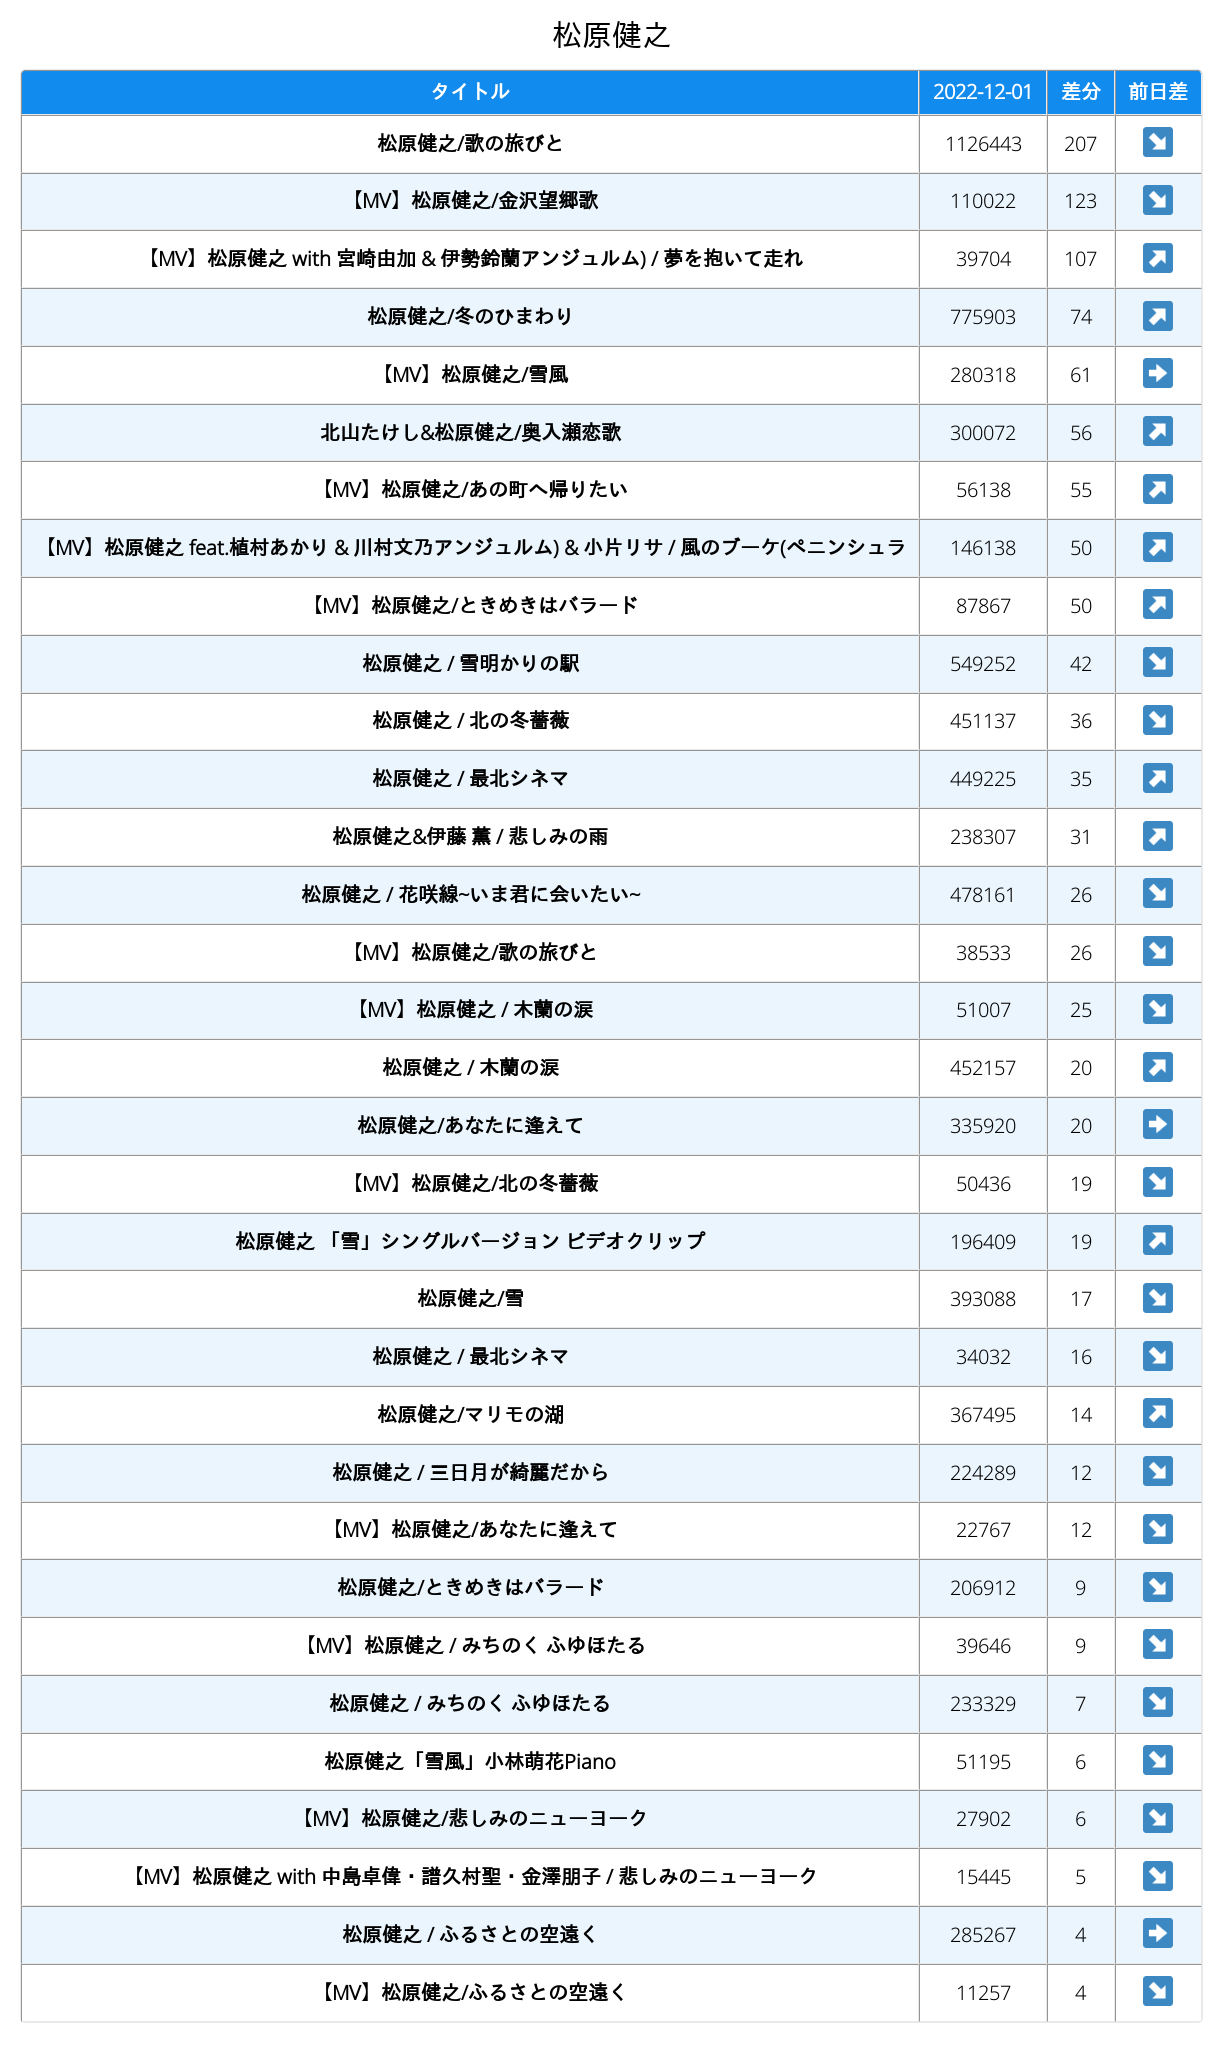 松原健之
タイトル 2022-12-01 差分 前日差
松原健之/歌の旅びと 1126443 207 ↘
【MV】松原健之/金沢望郷歌 110022 123 ↘
【MV】松原健之 with 宮崎由加 & 伊勢鈴蘭アンジュルム) / 夢を抱いて走れ 39704 107 ↗
松原健之/冬のひまわり 775903 74 ↗
【MV】松原健之/雪風 280318 61 ➡
北山たけし&松原健之/奥入瀬恋歌 300072 56 ↗
【MV】松原健之/あの町へ帰りたい 56138 55 ↗
【MV】松原健之 feat.植村あかり & 川村文乃アンジュルム) & 小片リサ / 風のブーケ(ペニンシュラ 146138 50 ↗
【MV】松原健之/ときめきはバラード 87867 50 ↗
松原健之 / 雪明かりの駅 549252 42 ↘
松原健之 / 北の冬薔薇 451137 36 ↘
松原健之 / 最北シネマ 449225 35 ↗
松原健之&伊藤 薫 / 悲しみの雨 238307 31 ↗
松原健之 / 花咲線~いま君に会いたい~ 478161 26 ↘
【MV】松原健之/歌の旅びと 38533 26 ↘
【MV】松原健之 / 木蘭の涙 51007 25 ↘
松原健之 / 木蘭の涙 452157 20 ↗
松原健之/あなたに逢えて 335920 20 ➡
【MV】松原健之/北の冬薔薇 50436 19 ↘
松原健之 「雪」シングルバージョン ビデオクリップ 196409 19 ↗
松原健之/雪 393088 17 ↘
松原健之 / 最北シネマ 34032 16 ↘
松原健之/マリモの湖 367495 14 ↗
松原健之 / 三日月が綺麗だから 224289 12 ↘
【MV】松原健之/あなたに逢えて 22767 12 ↘
松原健之/ときめきはバラード 206912 9 ↘
【MV】松原健之 / みちのく ふゆほたる 39646 9 ↘
松原健之 / みちのく ふゆほたる 233329 7 ↘
松原健之「雪風」小林萌花Piano 51195 6 ↘
【MV】松原健之/悲しみのニューヨーク 27902 6 ↘
【MV】松原健之 with 中島卓偉・譜久村聖・金澤朋子 / 悲しみのニューヨーク 15445 5 ↘
松原健之 / ふるさとの空遠く 285267 4 ➡
【MV】松原健之/ふるさとの空遠く 11257 4 ↘